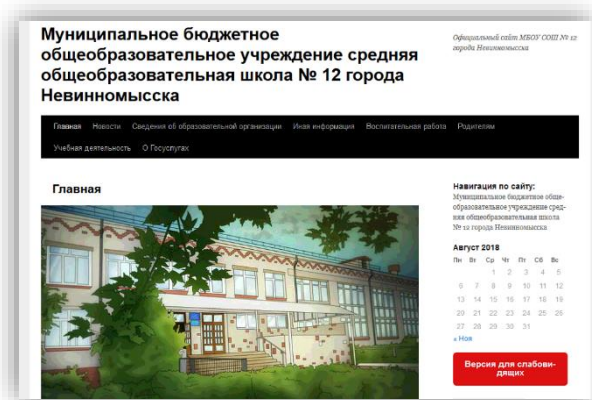 Муниципальное бюджетное
общеобразовательное учреждение средняя
общеобразовательная школа № 12 города
Невинномысска
Официальный сайт МБОУ СОШ № 12
города Невинномысска
Главная Новости Сведения об образовательной организации Иная информация Воспитательная работа Родителям
Учебная деятельность О Госуслугах
Главная
Навигация по сайту:
Муниципальное бюджетное обще-
образовательное учреждение сред-
няя общеобразовательная школа
№ 12 города Невинномысска
Август 2018
Пн Вт Ср Чт Пт Сб Вс
1 2 3 4 5
6 7 8 9 10 11 12
13 14 15 16 17 18 19
20 21 22 23 24 25 26
27 28 29 30 31
« Ноя
Версия для слабови-
дящих